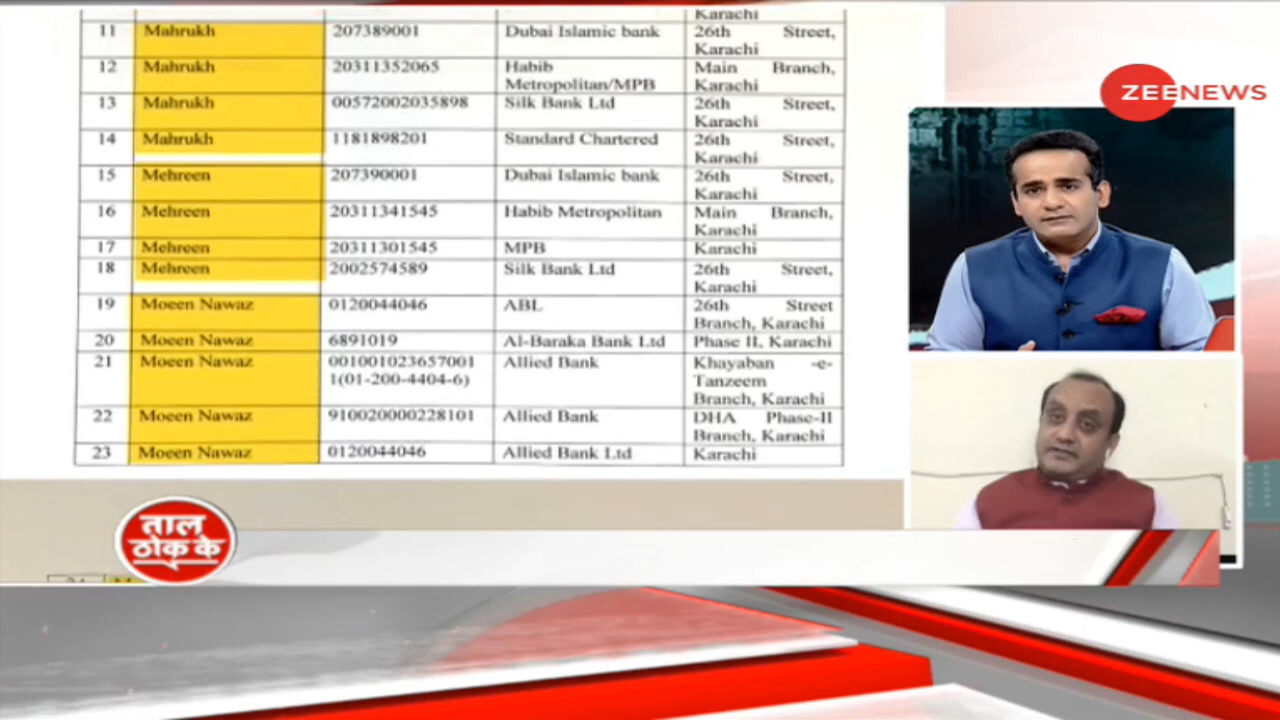 Karachi
11 Mahrukh 207389001 Dubai Islamic bank 26th Street,
Karachi
12 Mahrukh 20311352065 Habib Main Branch,
Metropolitan/MPB Karachi
13 Mahrukh 00572002035898 Silk Bank Ltd 26th Street,
Karachi
14 Mahrukh 1181898201 Standard Chartered 26th Street,
Karachi
15 Mehreen 207390001 Dubai Islamic bank 26th Street,
Karachi
16 Mehreen 20311341545 Habib Metropolitan Main Branch,
Karachi
17 Mehreen 20311301545 MPB Karachi
18 Mehreen 2002574589 Silk Bank Ltd 26th Street,
Karachi
19 Moeen Nawaz 0120044046 ABL 26th Street
Branch, Karachi
20 Moeen Nawaz 6891019 Al-Baraka Bank Ltd Phase II, Karachi
21 Moeen Nawaz 001001023657001 Allied Bank Khayaban -e-
1(01-200-4404-6) Tanzeem
Branch, Karachi
22 Moeen Nawaz 910020000228101 Allied Bank DHA Phase-II
Branch, Karachi
23 Moeen Nawaz 0120044046 Allied Bank Ltd Karachi
ZEENEWS
ताल
ठोक के